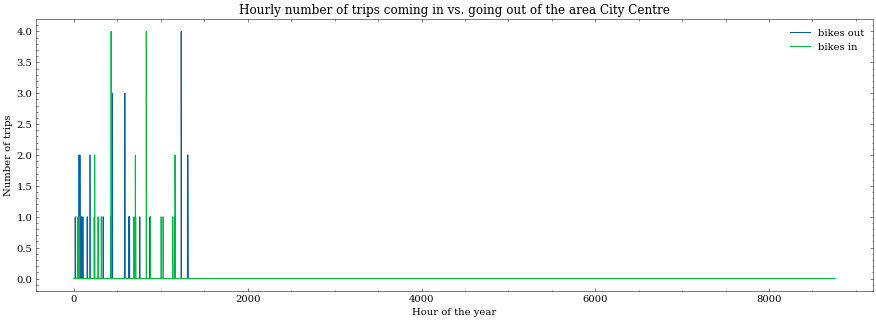 Hourly number of trips coming in vs. going out of the area City Centre
bikes out
bikes in
Number of trips
4.0
3.5
3.0
2.5
2.0
1.5
1.0
0.5
0.0
0 2000 4000 6000 8000
Hour of the year